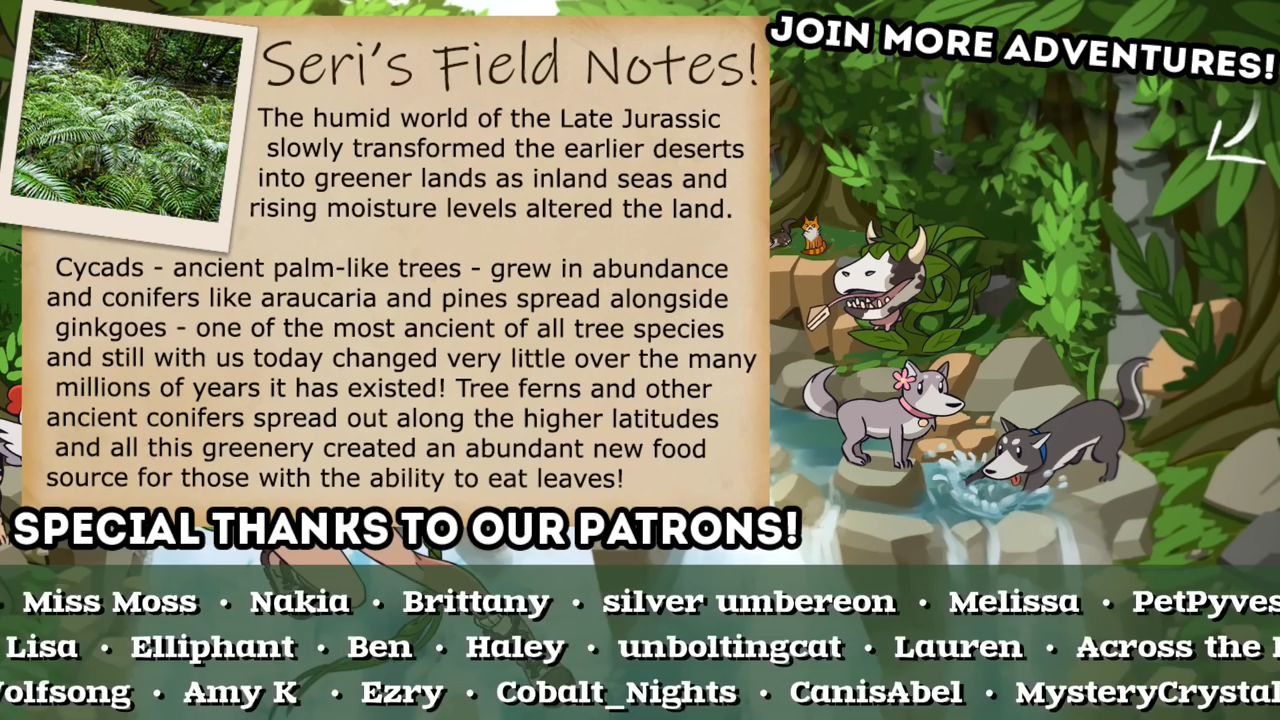 Seri's Field Notes!
JOIN MORE ADVENTURES!
The humid world of the Late Jurassic
slowly transformed the earlier deserts
into greener lands as inland seas and
rising moisture levels altered the land.
Cycads - ancient palm-like trees - grew in abundance
and conifers like araucaria and pines spread alongside
ginkgoes - one of the most ancient of all tree species
and still with us today changed very little over the many
millions of years it has existed! Tree ferns and other
ancient conifers spread out along the higher latitudes
and all this greenery created an abundant new food
source for those with the ability to eat leaves!
SPECIAL THANKS TO OUR PATRONS!
· Miss Moss · Nakia · Brittany · silver umbereon · Melissa · PetPyves
Lisa · Elliphant · Ben · Haley · unboltingcat · Lauren · Across the
olfsong · Amy K · Ezry · Cobalt_Nights · CanisAbel · MysteryCrystal